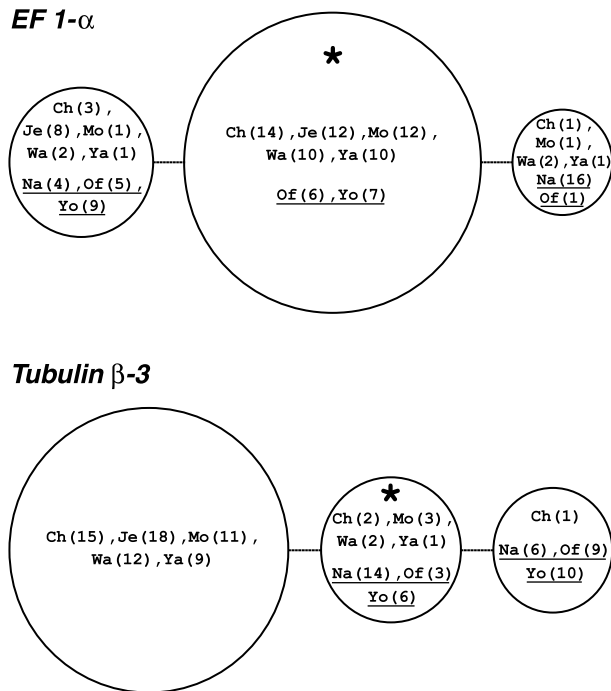 EF 1-α
Ch(3),
Je(8),Mo(1),
Wa(2),Ya(1)
Na(4),Of(5),
Yo(9)
*
Ch(14),Je(12),Mo(12),
Wa(10),Ya(10)
Of(6),Yo(7)
Ch(1),
Mo(1),
Wa(2),Ya(1)
Na(16)
Of(1)
Tubulin β-3
Ch(15),Je(18),Mo(11),
Wa(12),Ya(9)
*
Ch(2),Mo(3),
Wa(2),Ya(1)
Na(14),Of(3)
Yo(6)
Ch(1)
Na(6),Of(9)
Yo(10)